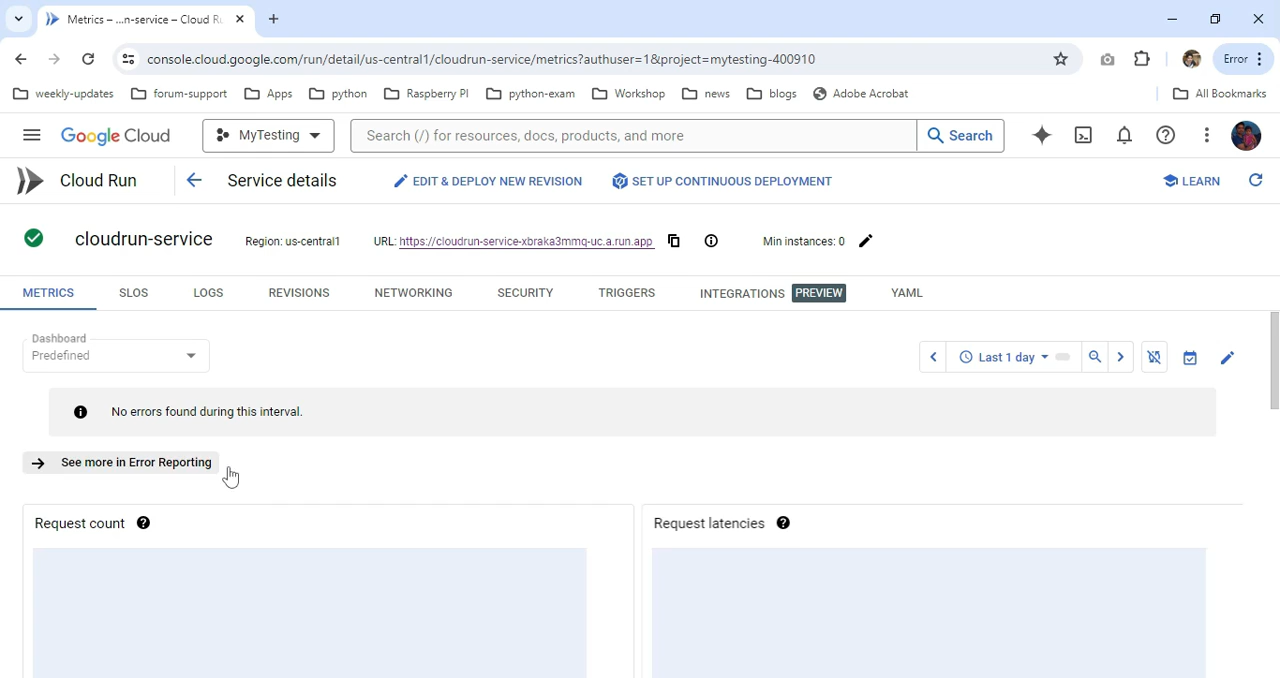 Metrics – ...n-service – Cloud Ru
console.cloud.google.com/run/detail/us-central1/cloudrun-service/metrics?authuser=1&project=mytesting-400910
Error
weekly-updates forum-support Apps python Raspberry PI python-exam Workshop news blogs Adobe Acrobat All Bookmarks
Google Cloud MyTesting Search (/) for resources, docs, products, and more Search
Cloud Run Service details EDIT & DEPLOY NEW REVISION SET UP CONTINUOUS DEPLOYMENT LEARN
cloudrun-service Region: us-central1 URL: https://cloudrun-service-xbraka3mmq-uc.a.run.app Min instances: 0
METRICS SLOS LOGS REVISIONS NETWORKING SECURITY TRIGGERS INTEGRATIONS PREVIEW YAML
Dashboard
Predefined
Last 1 day
No errors found during this interval.
See more in Error Reporting
Request count
Request latencies